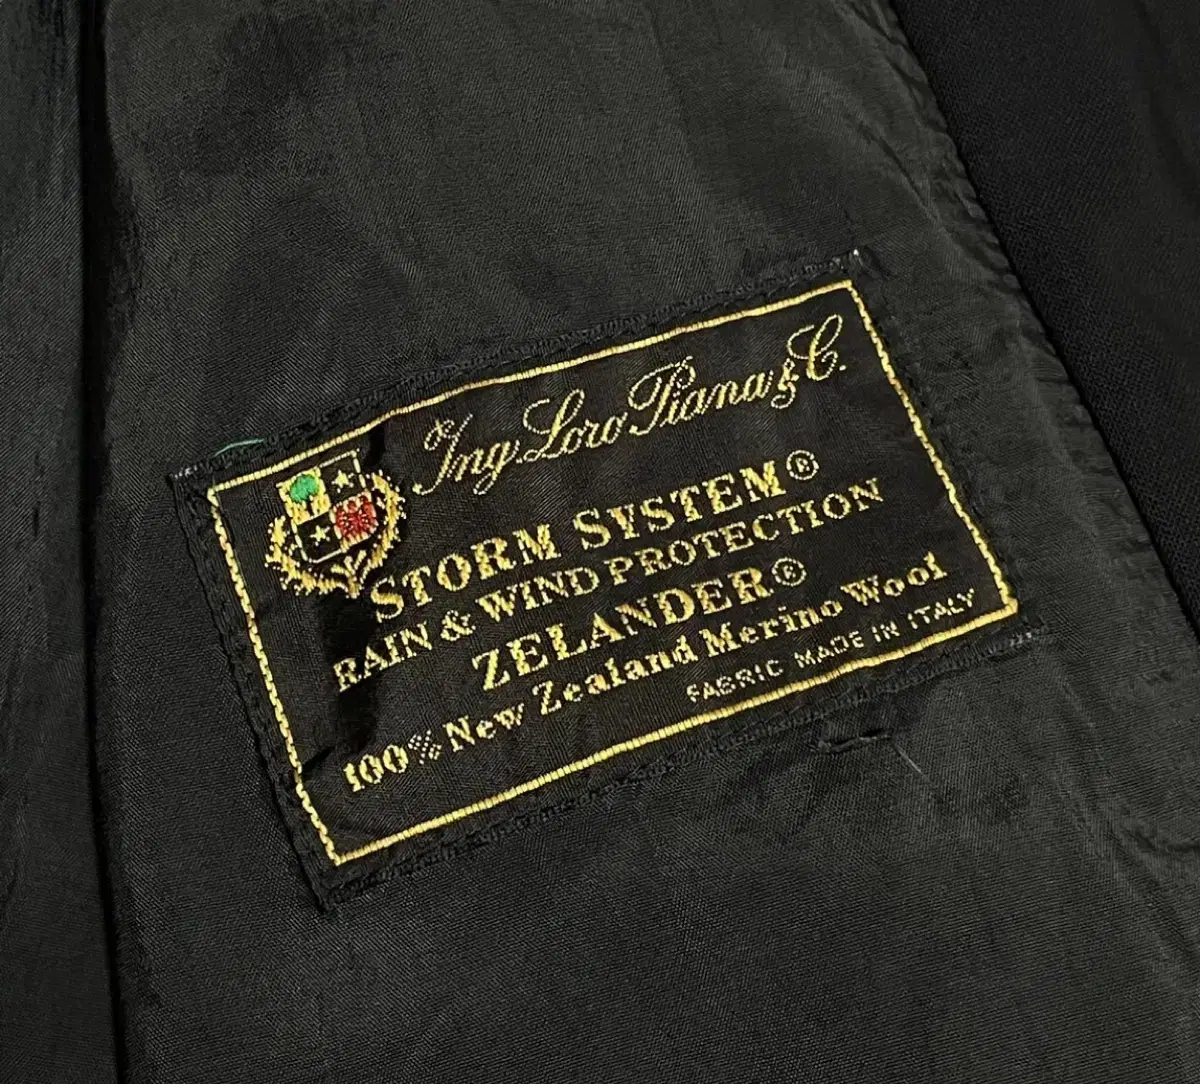 Ing. Loro Piana & C.
STORM SYSTEM®
RAIN & WIND PROTECTION
ZELANDER®
100% New Zealand Merino Wool
FABRIC MADE IN ITALY